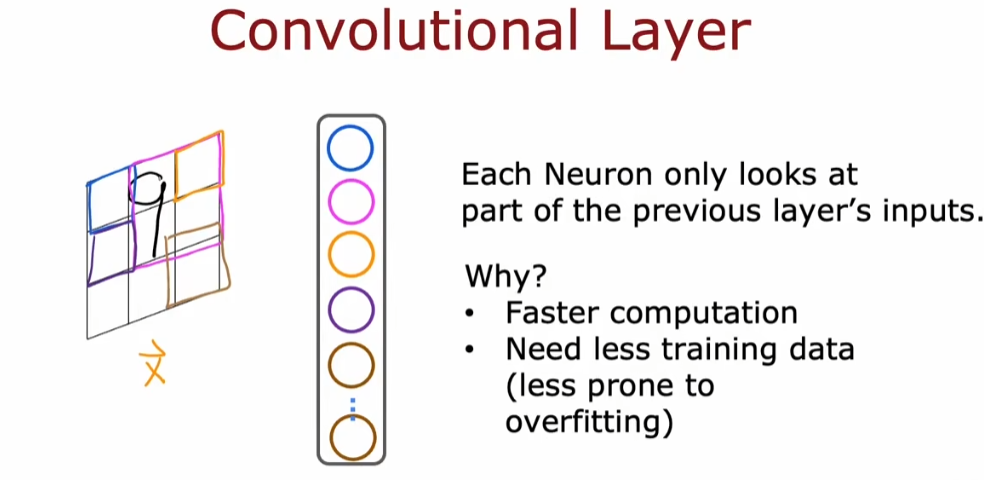 Convolutional Layer
9
x⃗
Each Neuron only looks at
part of the previous layer's inputs.
Why?
• Faster computation
• Need less training data
(less prone to
overfitting)